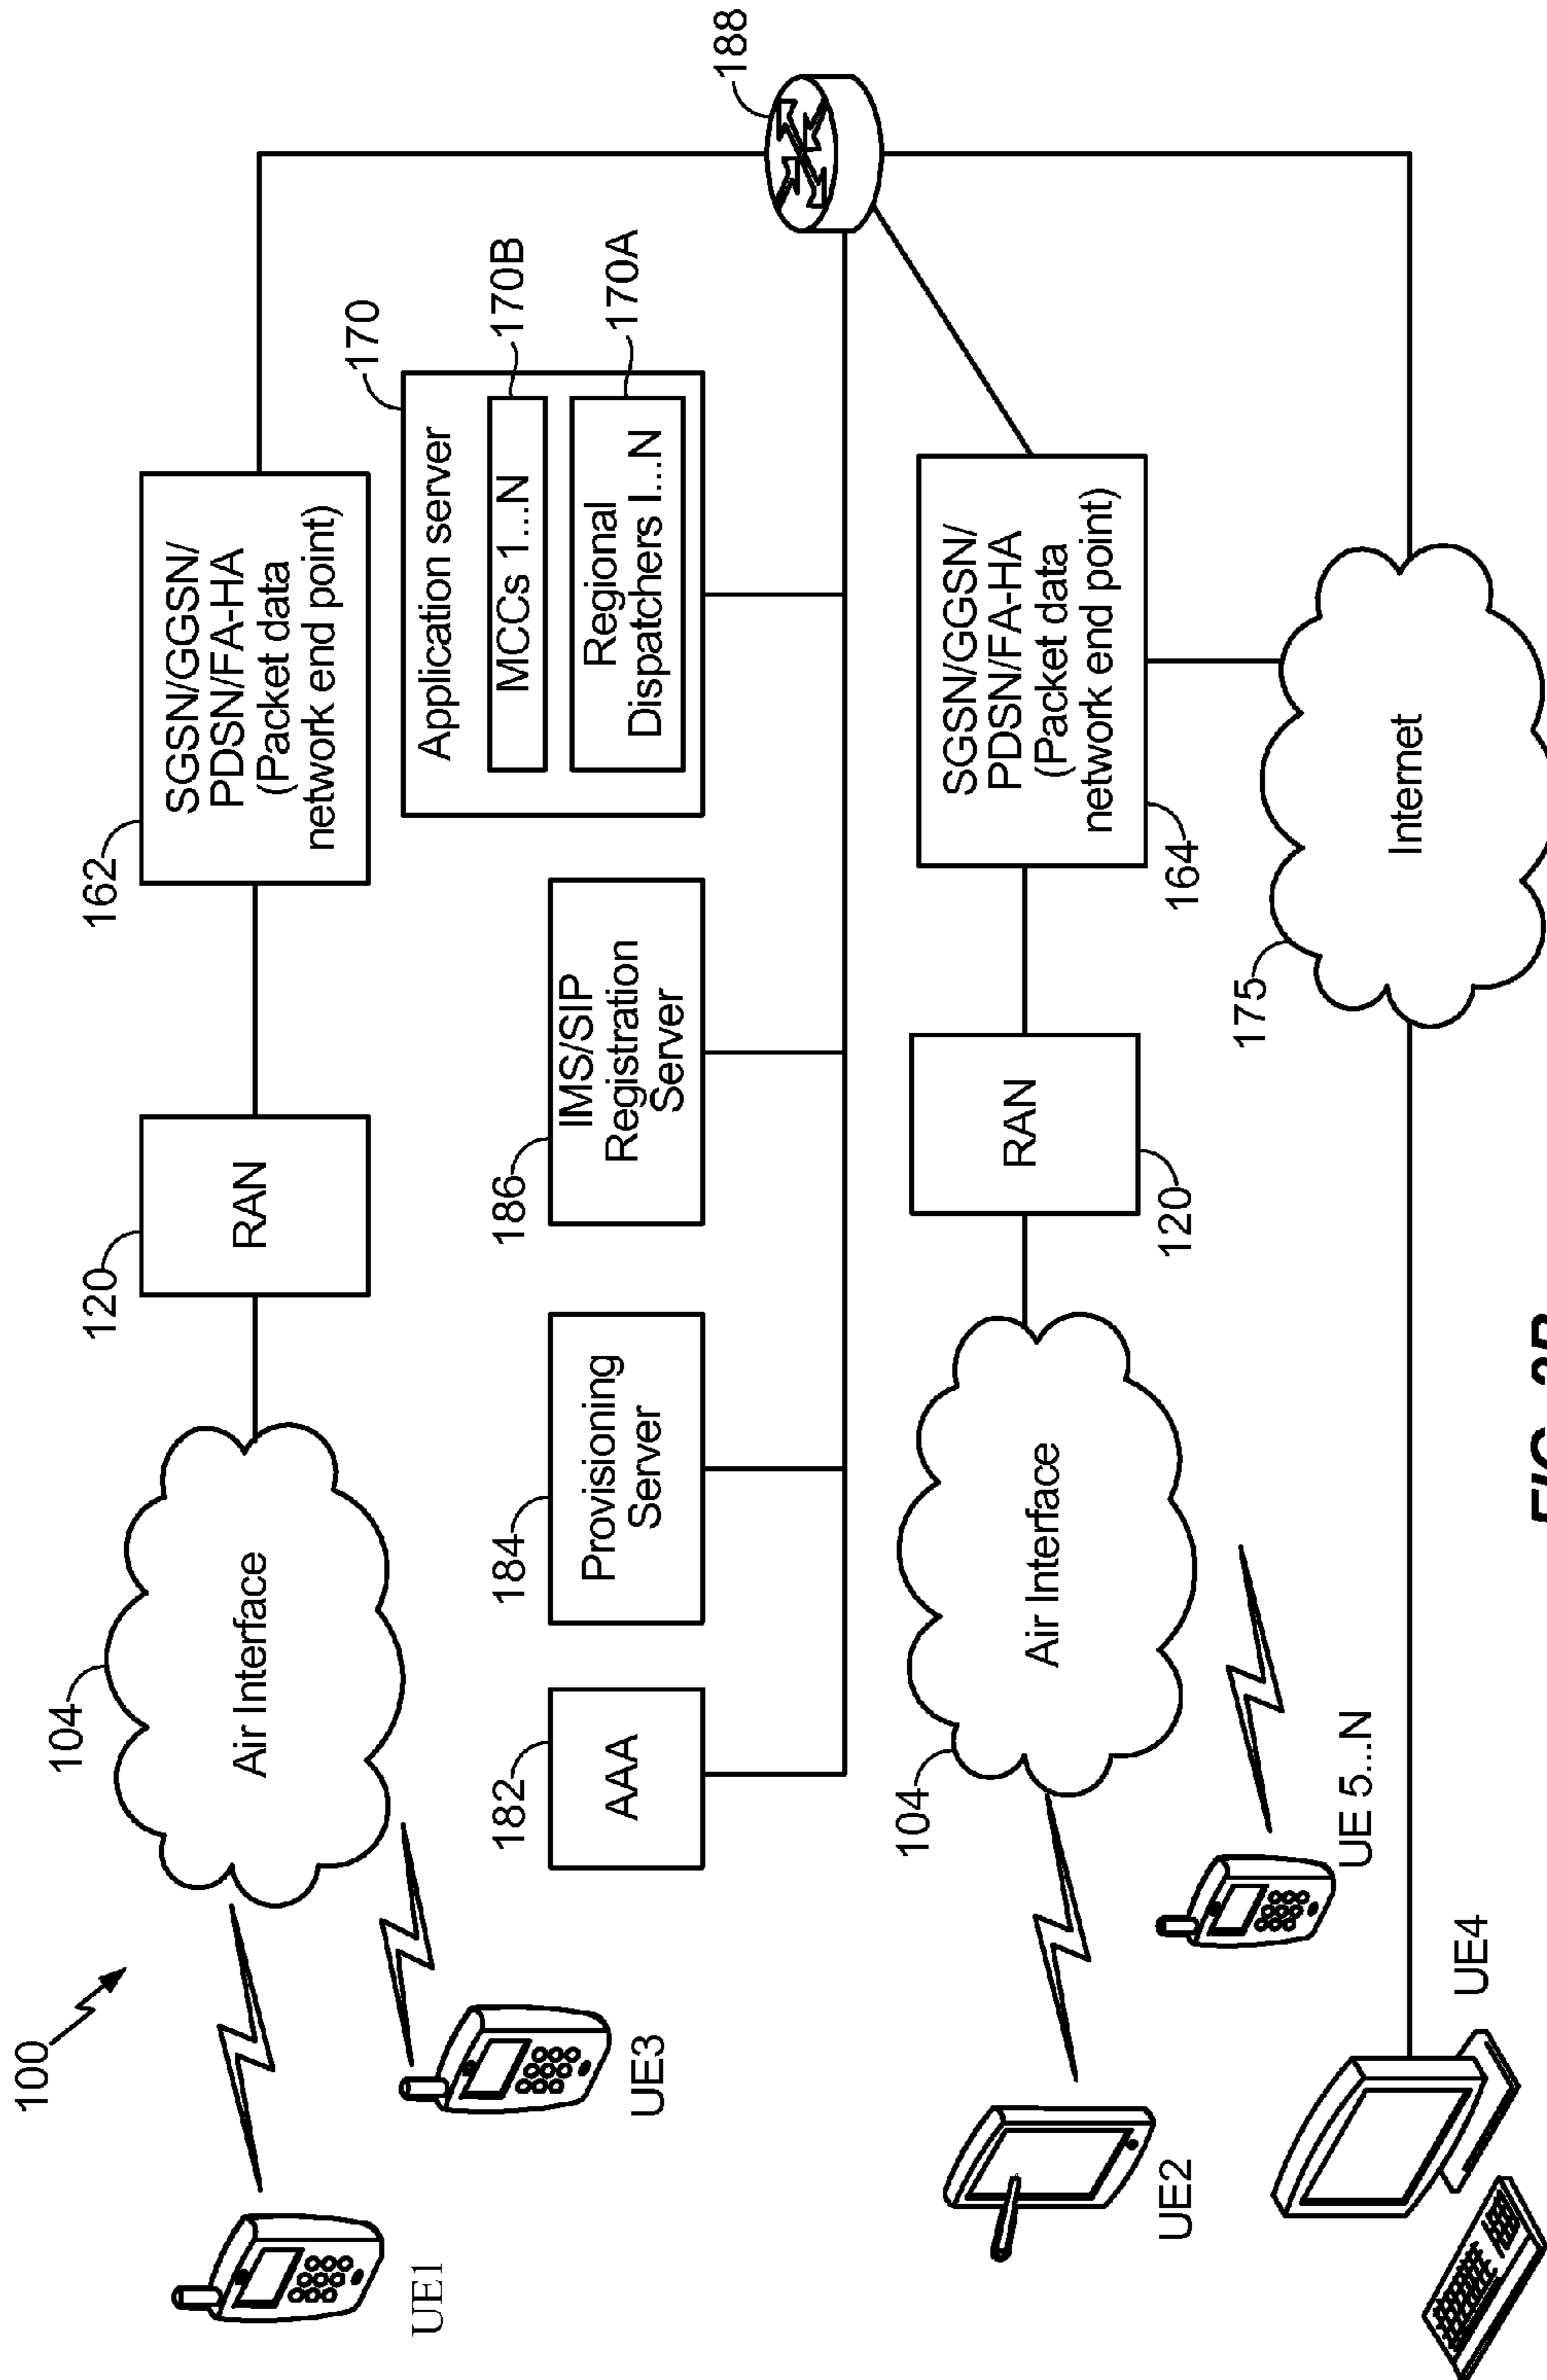 100
104
120
162
188
Air Interface
RAN
SGSN/GGSN/
PDSN/FA-HA
(Packet data
network end point)
UE1
UE3
170
Application server
170B
MCCs 1...N
170A
Regional
Dispatchers I...N
182
AAA
184
Provisioning
Server
186
IMS/SIP
Registration
Server
104
Air Interface
RAN
120
SGSN/GGSN/
PDSN/FA-HA
(Packet data
network end point)
164
UE2
UE 5...N
175
Internet
UE4
FIG.